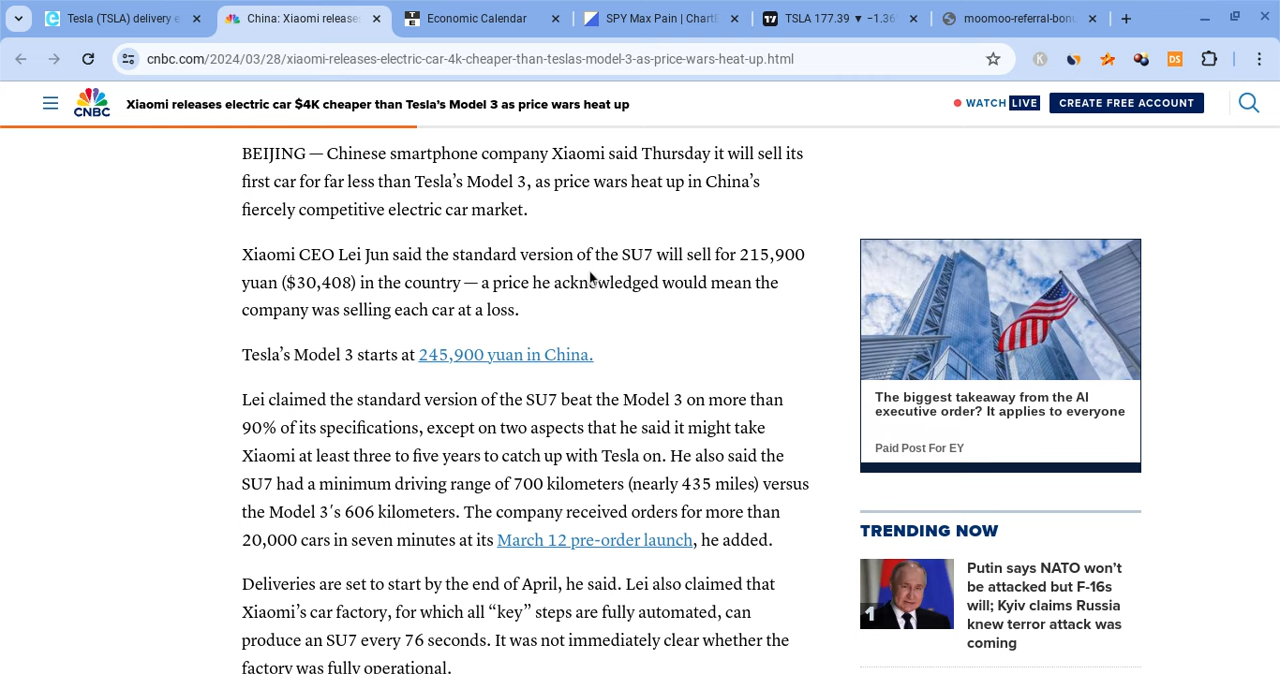 Tesla (TSLA) delivery e
China: Xiaomi releases
Economic Calendar
SPY Max Pain | ChartE
TSLA 177.39 ▼ −1.36
moomoo-referral-bon
cnbc.com/2024/03/28/xiaomi-releases-electric-car-4k-cheaper-than-teslas-model-3-as-price-wars-heat-up.html
K
DS
CNBC
Xiaomi releases electric car $4K cheaper than Tesla's Model 3 as price wars heat up
WATCH LIVE
CREATE FREE ACCOUNT
BEIJING — Chinese smartphone company Xiaomi said Thursday it will sell its
first car for far less than Tesla’s Model 3, as price wars heat up in China’s
fiercely competitive electric car market.
Xiaomi CEO Lei Jun said the standard version of the SU7 will sell for 215,900
yuan ($30,408) in the country — a price he acknowledged would mean the
company was selling each car at a loss.
Tesla’s Model 3 starts at 245,900 yuan in China.
Lei claimed the standard version of the SU7 beat the Model 3 on more than
90% of its specifications, except on two aspects that he said it might take
Xiaomi at least three to five years to catch up with Tesla on. He also said the
SU7 had a minimum driving range of 700 kilometers (nearly 435 miles) versus
the Model 3′s 606 kilometers. The company received orders for more than
20,000 cars in seven minutes at its March 12 pre-order launch, he added.
Deliveries are set to start by the end of April, he said. Lei also claimed that
Xiaomi’s car factory, for which all “key” steps are fully automated, can
produce an SU7 every 76 seconds. It was not immediately clear whether the
factory was fully operational.
The biggest takeaway from the AI
executive order? It applies to everyone
Paid Post For EY
TRENDING NOW
1
Putin says NATO won’t
be attacked but F-16s
will; Kyiv claims Russia
knew terror attack was
coming